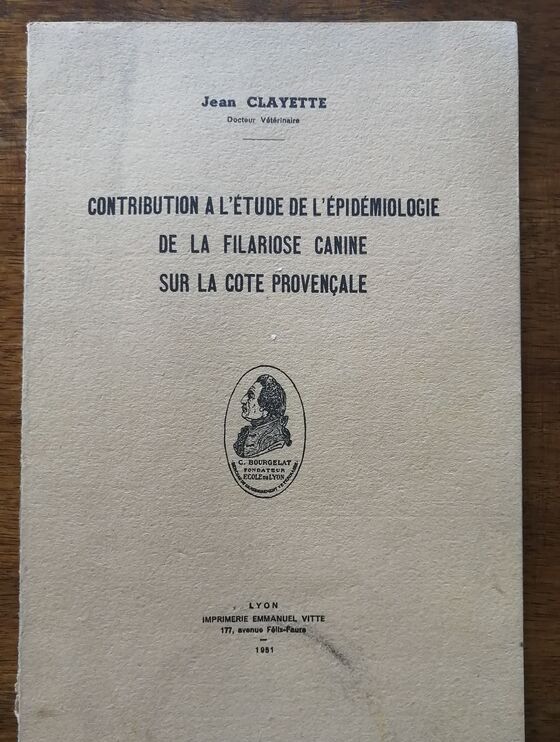 Jean CLAYETTE
Docteur Vétérinaire
CONTRIBUTION A L'ÉTUDE DE L'ÉPIDÉMIOLOGIE
DE LA FILARIOSE CANINE
SUR LA COTE PROVENÇALE
C. BOURGELAT
FONDATEUR
ECOLE DE LYON
LYON
IMPRIMERIE EMMANUEL VITTE
177, avenue Félix-Faure
1951